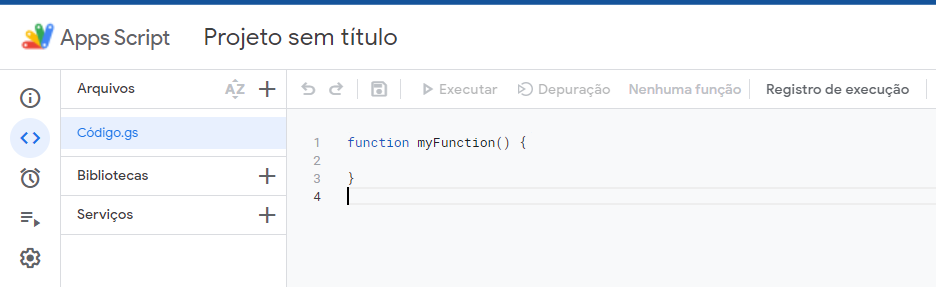 Apps Script Projeto sem título
Arquivos AZ
Executar Depuração Nenhuma função Registro de execução
Código.gs
Bibliotecas
Serviços
1 function myFunction() {
2
3 }
4